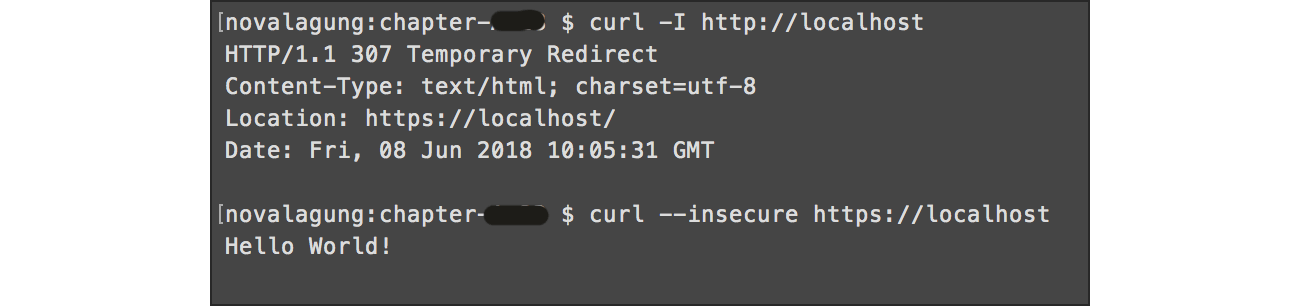 [novalagung:chapter- $ curl -I http://localhost
HTTP/1.1 307 Temporary Redirect
Content-Type: text/html; charset=utf-8
Location: https://localhost/
Date: Fri, 08 Jun 2018 10:05:31 GMT
[novalagung:chapter- $ curl --insecure https://localhost
Hello World!